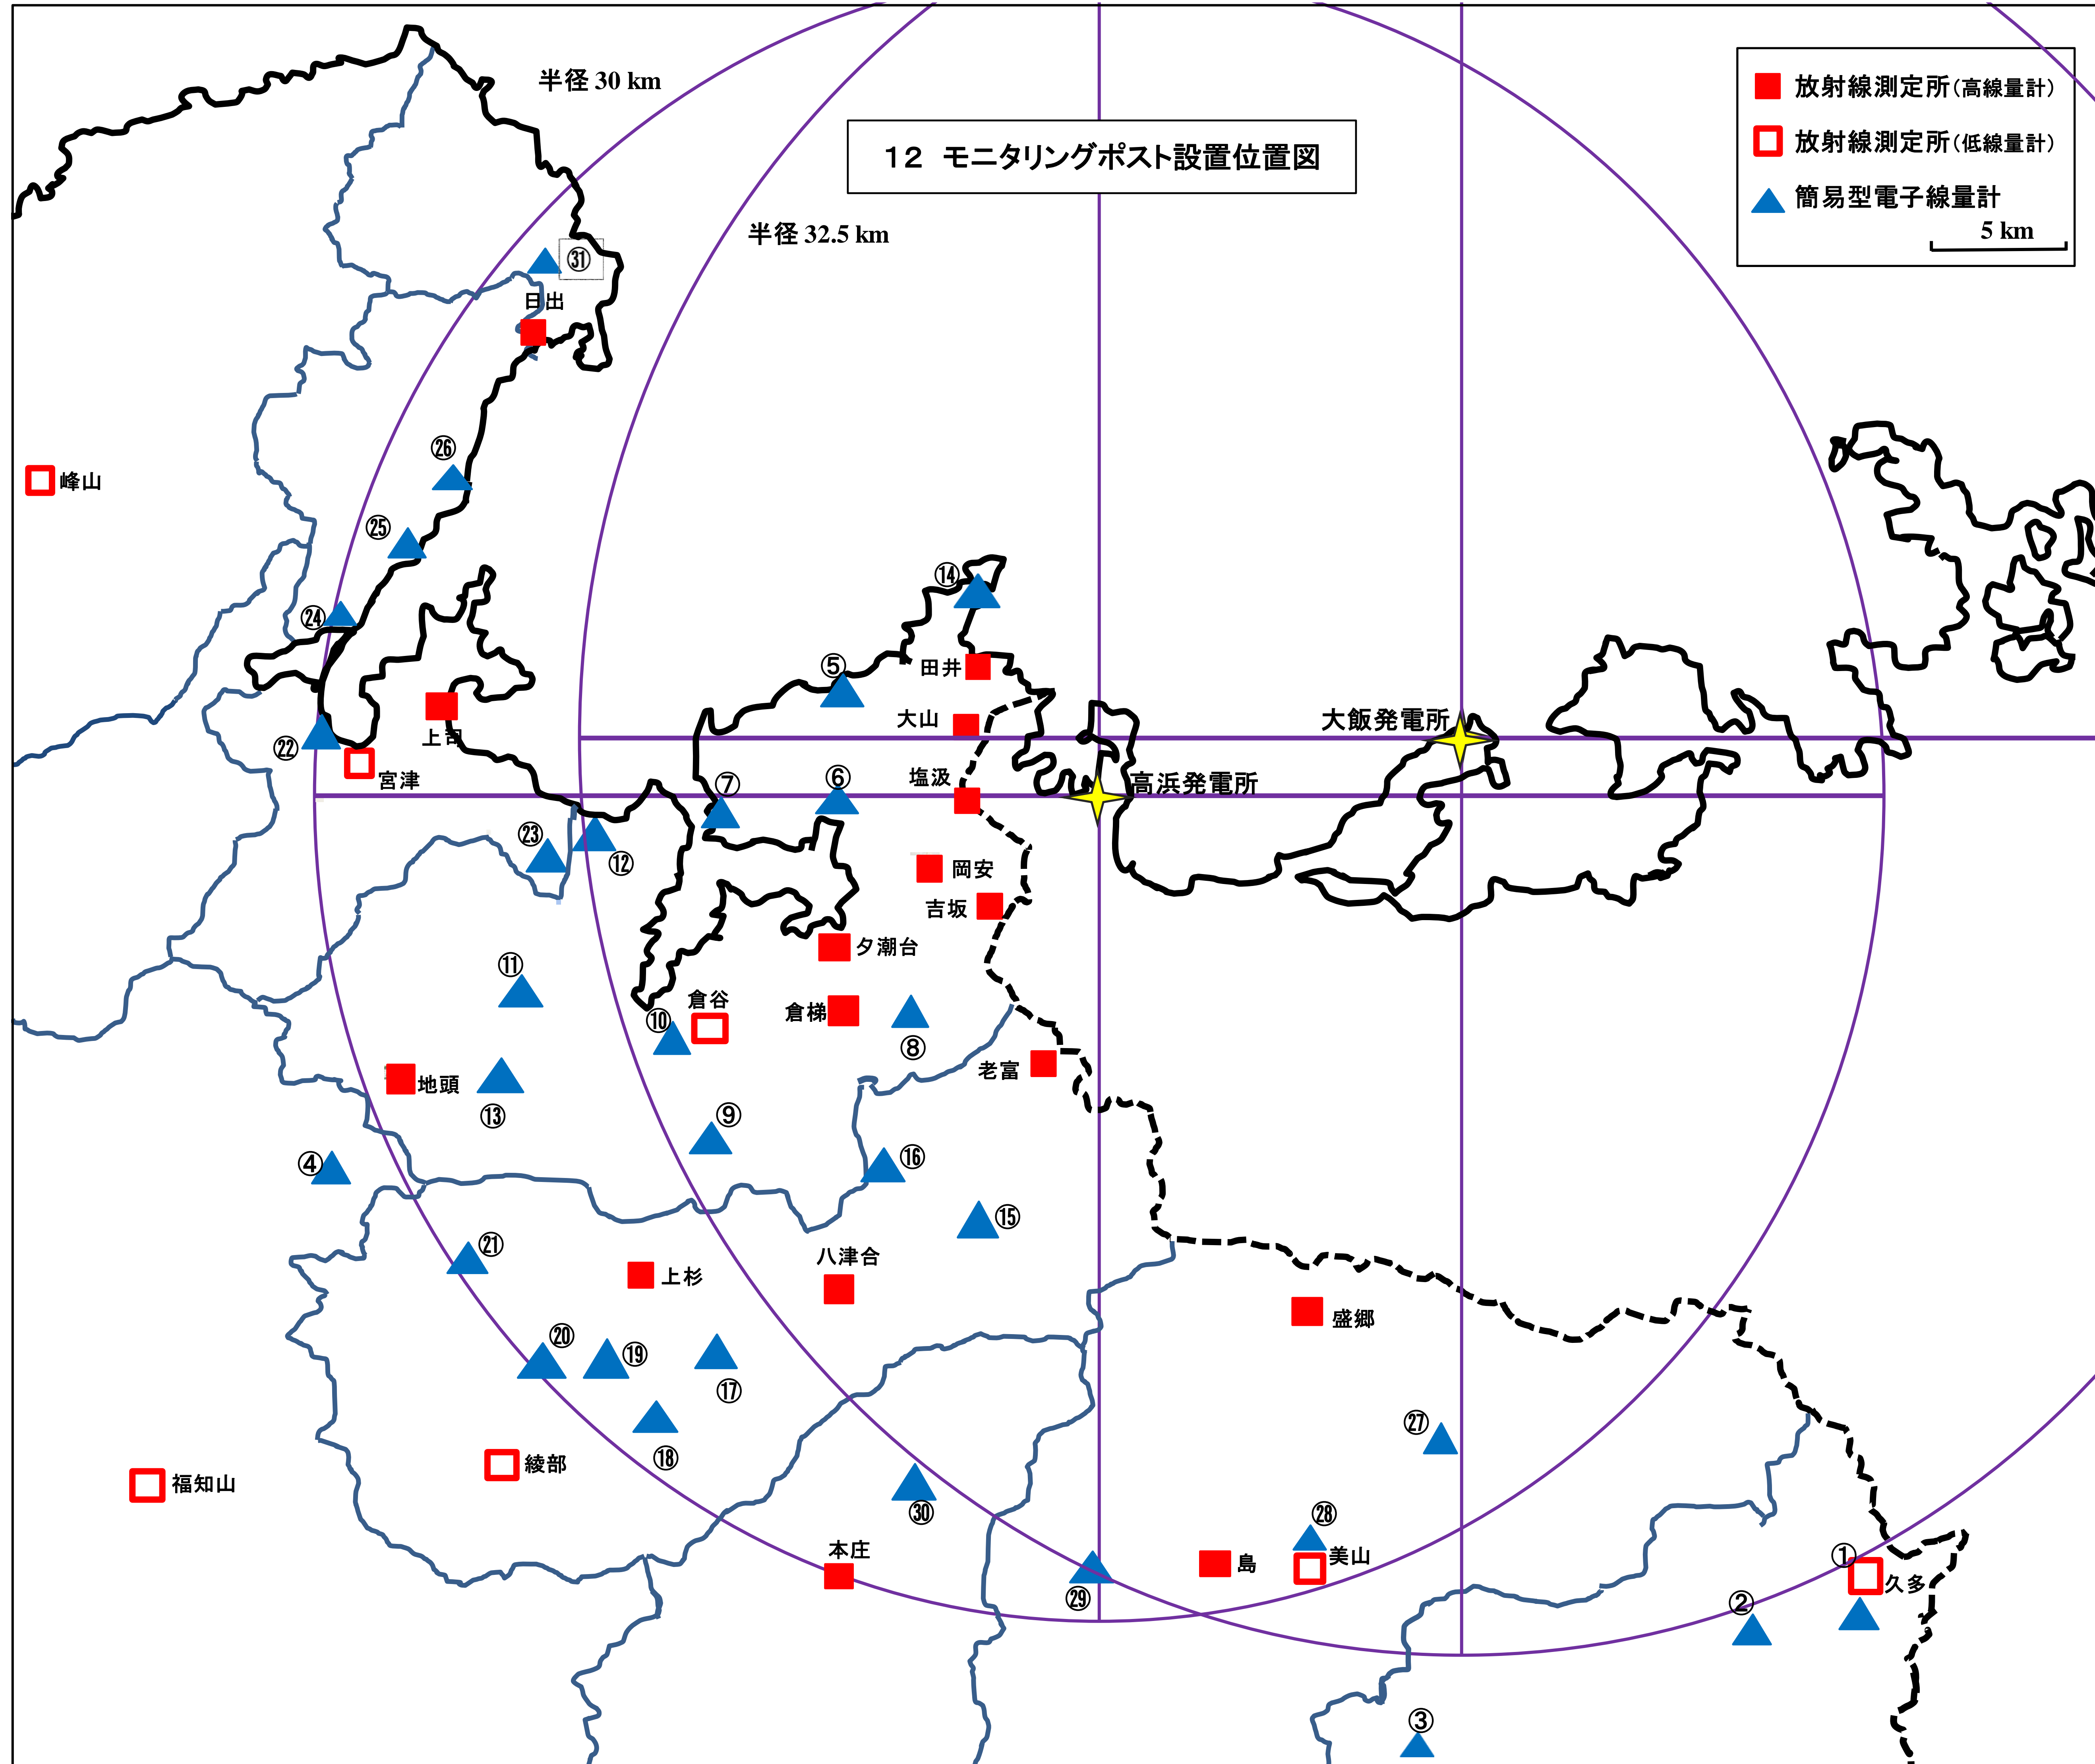 半径 30 km
放射線測定所(高線量計)
放射線測定所(低線量計)
１２ モニタリングポスト設置位置図
簡易型電子線量計
5 km
半径 32.5 km
㉛
日出
㉖
峰山
㉕
⑭
㉔
⑤
田井
大山
大飯発電所
上司
㉒
宮津
⑦
⑥
塩汲
高浜発電所
㉓
⑫
岡安
吉坂
夕潮台
⑪
倉谷
倉梯
⑩
⑧
老富
地頭
⑬
⑨
④
⑯
⑮
㉑
八津合
上杉
盛郷
⑳
⑲
⑰
㉗
⑱
綾部
福知山
㉚
㉘
本庄
島
美山
①
久多
㉙
②
③